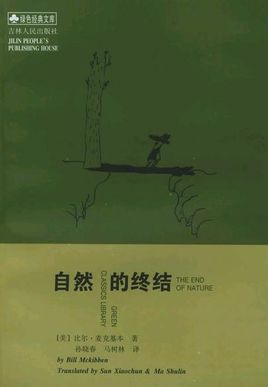 绿色经典文库
吉林人民出版社
JILIN PEOPLE'S
PUBLISHING HOUSE
自然的终结
THE END
OF NATURE
GREEN
CLASSICS LIBRARY
[美] 比尔·麦克基本 著
孙晓春 马树林 译
by Bill Mckibben
Translated by Sun Xiaochun & Ma Shulin